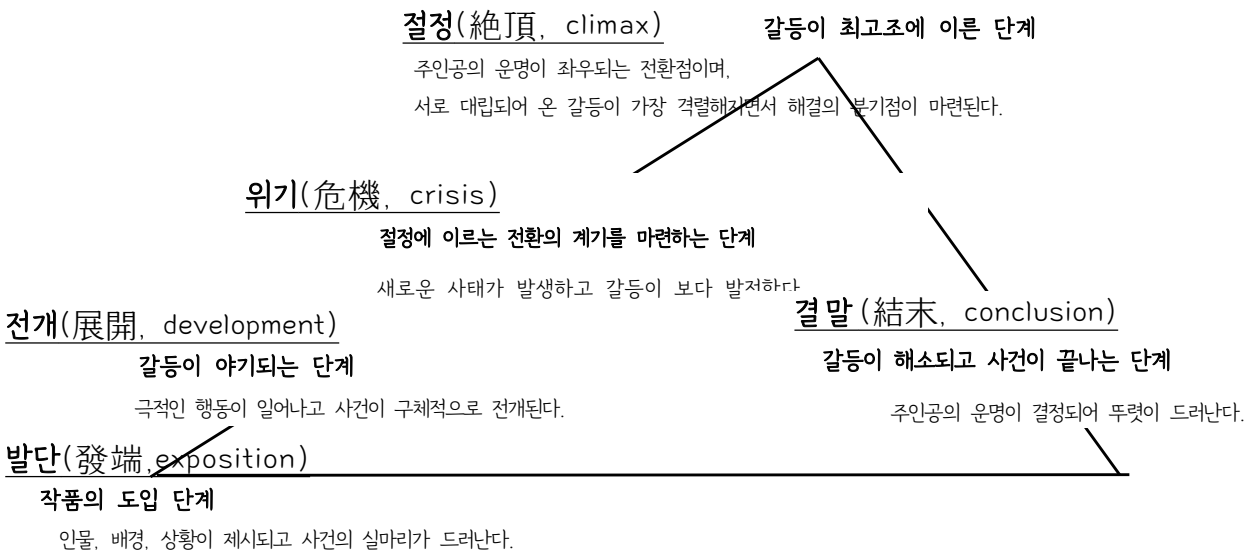 절정(絶頂, climax) 갈등이 최고조에 이른 단계
주인공의 운명이 좌우되는 전환점이며,
서로 대립되어 온 갈등이 가장 격렬해지면서 해결의 분기점이 마련된다.
위기(危機, crisis)
절정에 이르는 전환의 계기를 마련하는 단계
새로운 사태가 발생하고 갈등이 보다 발전한다
전개(展開, development)
갈등이 야기되는 단계
극적인 행동이 일어나고 사건이 구체적으로 전개된다.
결말(結末, conclusion)
갈등이 해소되고 사건이 끝나는 단계
주인공의 운명이 결정되어 뚜렷이 드러난다.
발단(發端,exposition)
작품의 도입 단계
인물, 배경, 상황이 제시되고 사건의 실마리가 드러난다.